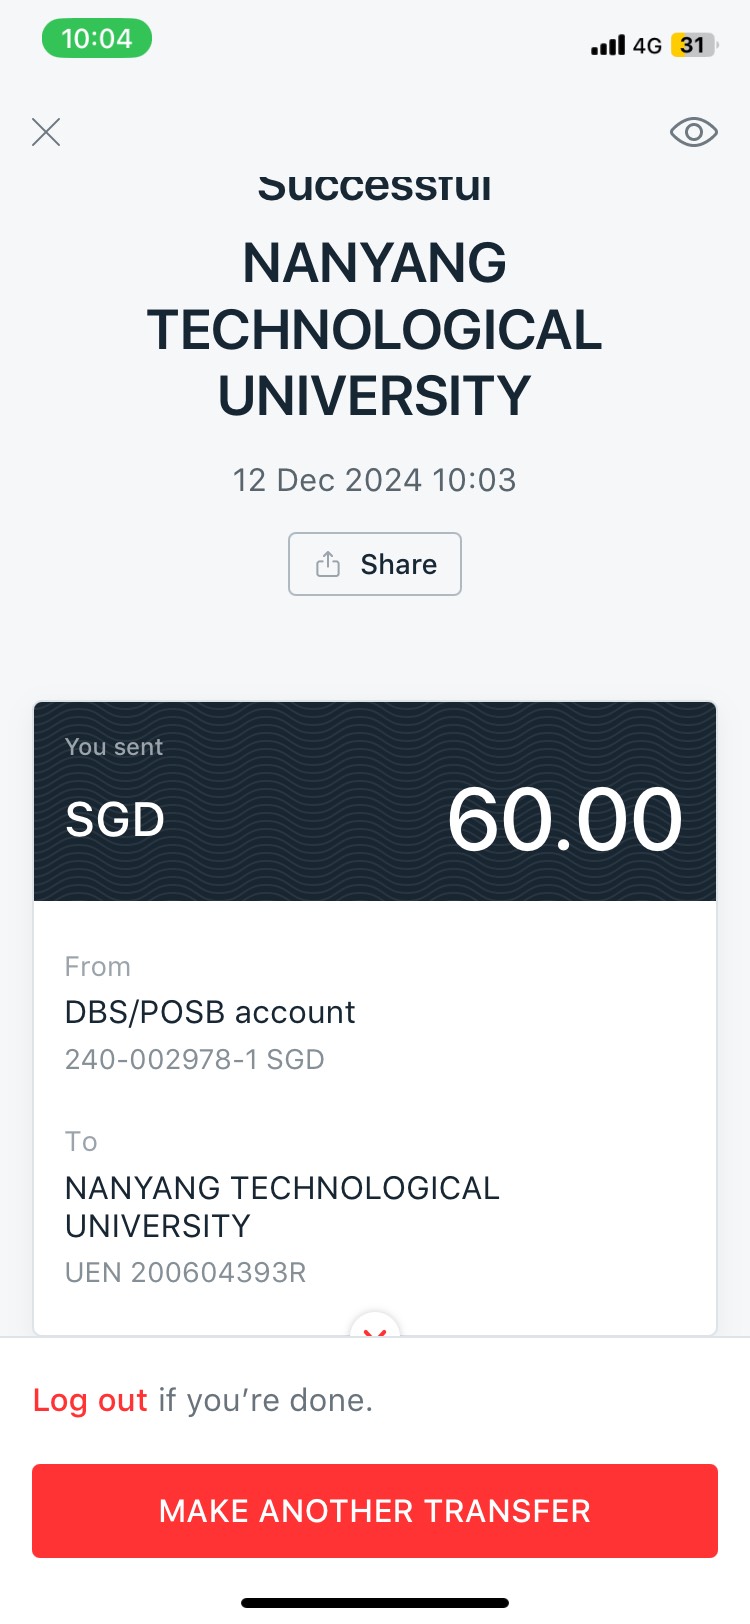 10:04
4G 31
Successful
NANYANG
TECHNOLOGICAL
UNIVERSITY
12 Dec 2024 10:03
Share
You sent
SGD 60.00
From
DBS/POSB account
240-002978-1 SGD
To
NANYANG TECHNOLOGICAL
UNIVERSITY
UEN 200604393R
Log out if you’re done.
MAKE ANOTHER TRANSFER